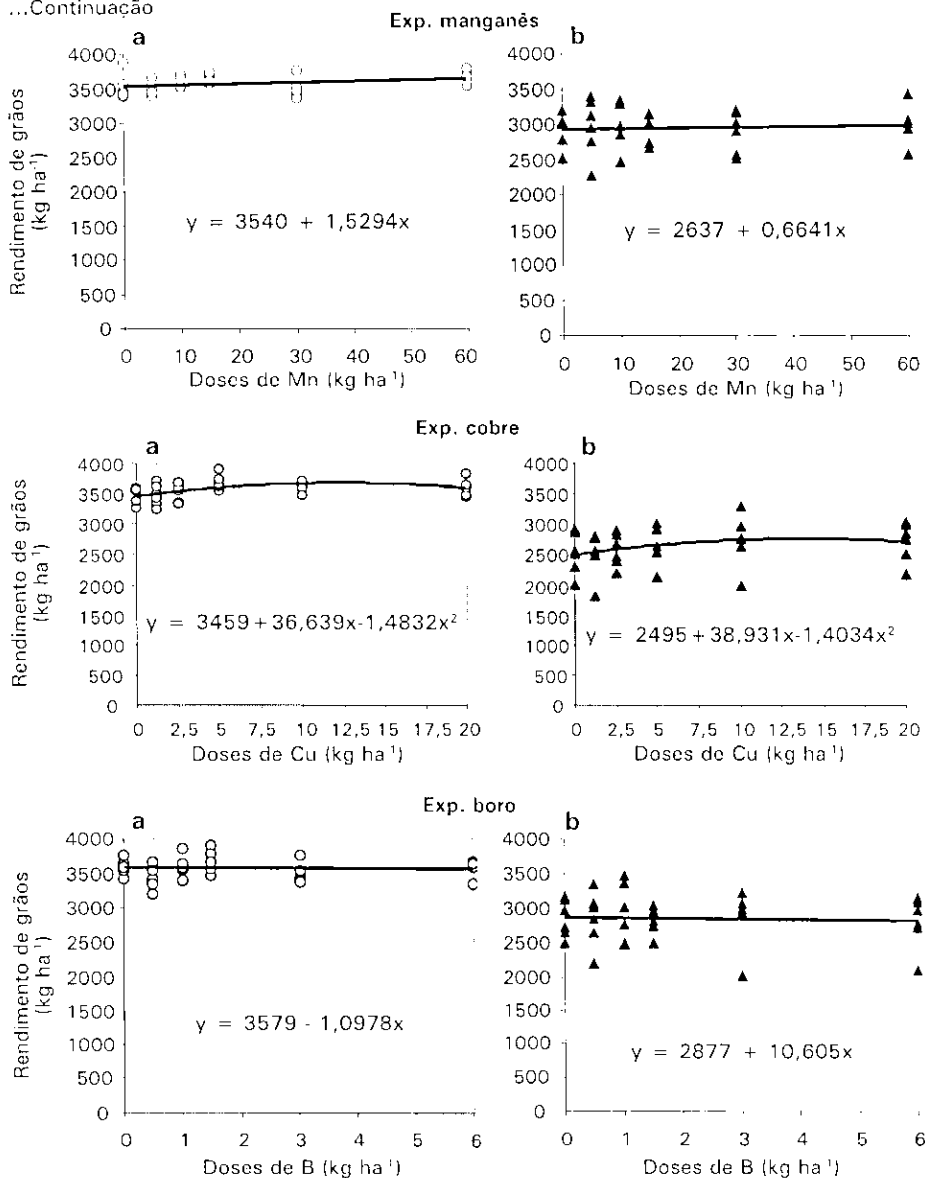 ...Continuação
Exp. manganês
a
b
Rendimento de grãos
(kg ha⁻¹)
4000
3500
3000
2500
2000
1500
1000
500
0
y = 3540 + 1,5294x
0 10 20 30 40 50 60
Doses de Mn (kg ha⁻¹)
4000
3500
3000
2500
2000
1500
1000
500
0
y = 2637 + 0,6641x
0 10 20 30 40 50 60
Doses de Mn (kg ha⁻¹)
Exp. cobre
a
b
Rendimento de grãos
(kg ha⁻¹)
4000
3500
3000
2500
2000
1500
1000
500
0
y = 3459 + 36,639x-1,4832x²
0 2,5 5 7,5 10 12,5 15 17,5 20
Doses de Cu (kg ha⁻¹)
4000
3500
3000
2500
2000
1500
1000
500
0
y = 2495 + 38,931x-1,4034x²
0 2,5 5 7,5 10 12,5 15 17,5 20
Doses de Cu (kg ha⁻¹)
Exp. boro
a
b
Rendimento de grãos
(kg ha⁻¹)
4000
3500
3000
2500
2000
1500
1000
500
0
y = 3579 - 1,0978x
0 1 2 3 4 5 6
Doses de B (kg ha⁻¹)
4000
3500
3000
2500
2000
1500
1000
500
0
y = 2877 + 10,605x
0 1 2 3 4 5 6
Doses de B (kg ha⁻¹)